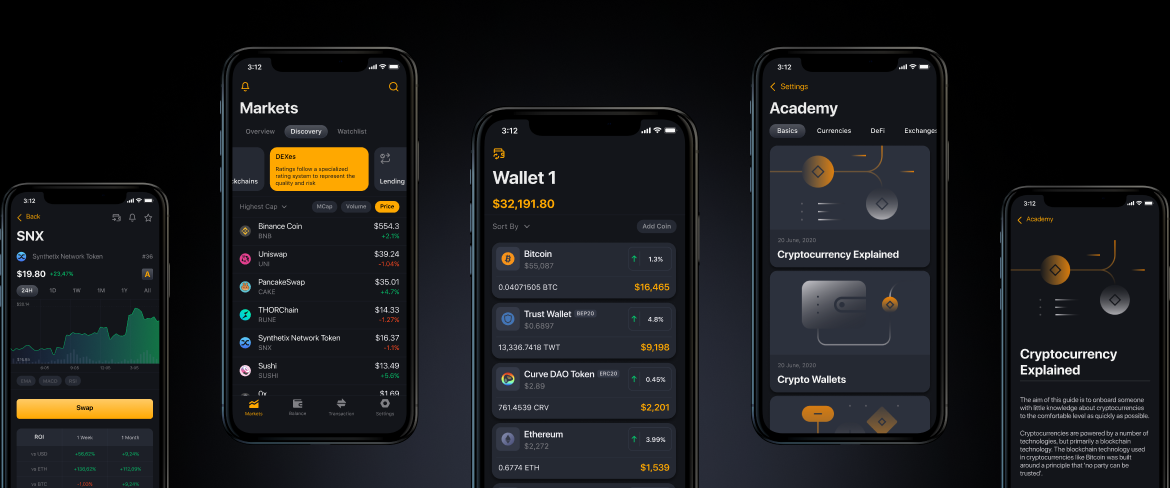 3:12
Back
SNX
Synthetix Network Token #36
$19.80 +23,47% A
24H 1D 1W 1M 1Y All
Swap
ROI 1 Week 1 Month
vs USD
vs ETH
vs BTC
3:12
Markets
Overview Discovery Watchlist
kchains
DEXes
Ratings follow a specialized
rating system to represent the
quality and risk
Lending
Highest Cap MCap Volume Price
Binance Coin $554.3
BNB +2.1%
Uniswap $39.24
UNI -1.04%
PancakeSwap $35.01
CAKE +4.7%
THORChain $14.33
RUNE -1.27%
Synthetix Network Token $16.37
SNX -1.1%
Sushi $13.49
SUSHI +5.6%
0x $1.69
Markets Balance Transaction Settings
3:12
Wallet 1
$32,191.80
Sort By Add Coin
Bitcoin
$55,087
1.3%
0.04071505 BTC $16,465
Trust Wallet BEP20
$0.6897
4.8%
13,336.7418 TWT $9,198
Curve DAO Token ERC20
$2.89
0.45%
761.4539 CRV $2,201
Ethereum
$2,272
3.99%
0.6774 ETH $1,539
3:12
Settings
Academy
Basics Currencies DeFi Exchanges
20 June, 2020
Cryptocurrency Explained
20 June, 2020
Crypto Wallets
3:12
Academy
Cryptocurrency
Explained
The aim of this guide is to onboard someone
with little knowledge about cryptocurrencies
to the comfortable level as quickly as possible.
Cryptocurrencies are powered by a number of
technologies, but primarily a blockchain
technology. The blockchain technology used
in cryptocurrencies like Bitcoin was built
around a principle that 'no party can be
trusted'.